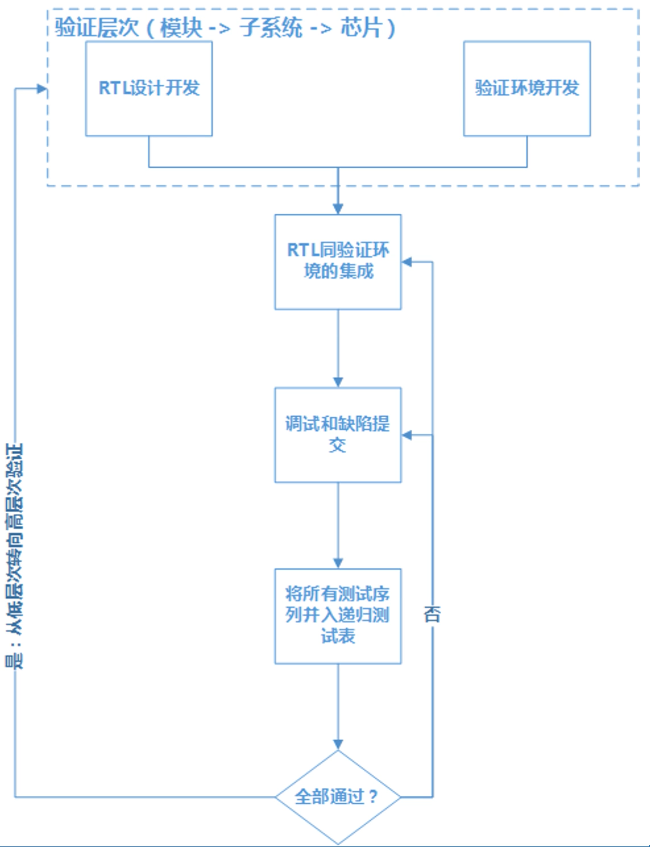 验证层次（模块 -> 子系统 -> 芯片）
RTL设计开发
验证环境开发
RTL同验证环
境的集成
调试和缺陷提
交
将所有测试序
列并入递归测
试表
否
是：从低层次转向高层次验证
全部通过？